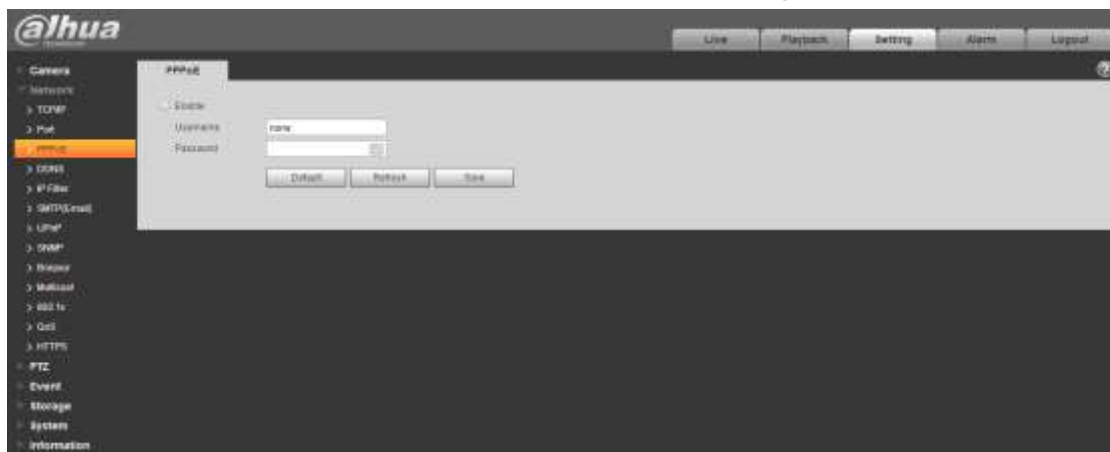 alhua
TECHNOLOGY
Live
Playback
Setting
Alarm
Logout
Camera
Network
TCP/IP
Port
PPPoE
DDNS
IP Filter
SMTP(Email)
UPnP
SNMP
Bonjour
Multicast
802.1x
QoS
HTTPS
PTZ
Event
Storage
System
Information
PPPoE
Enable
Username
none
Password
Default
Refresh
Save